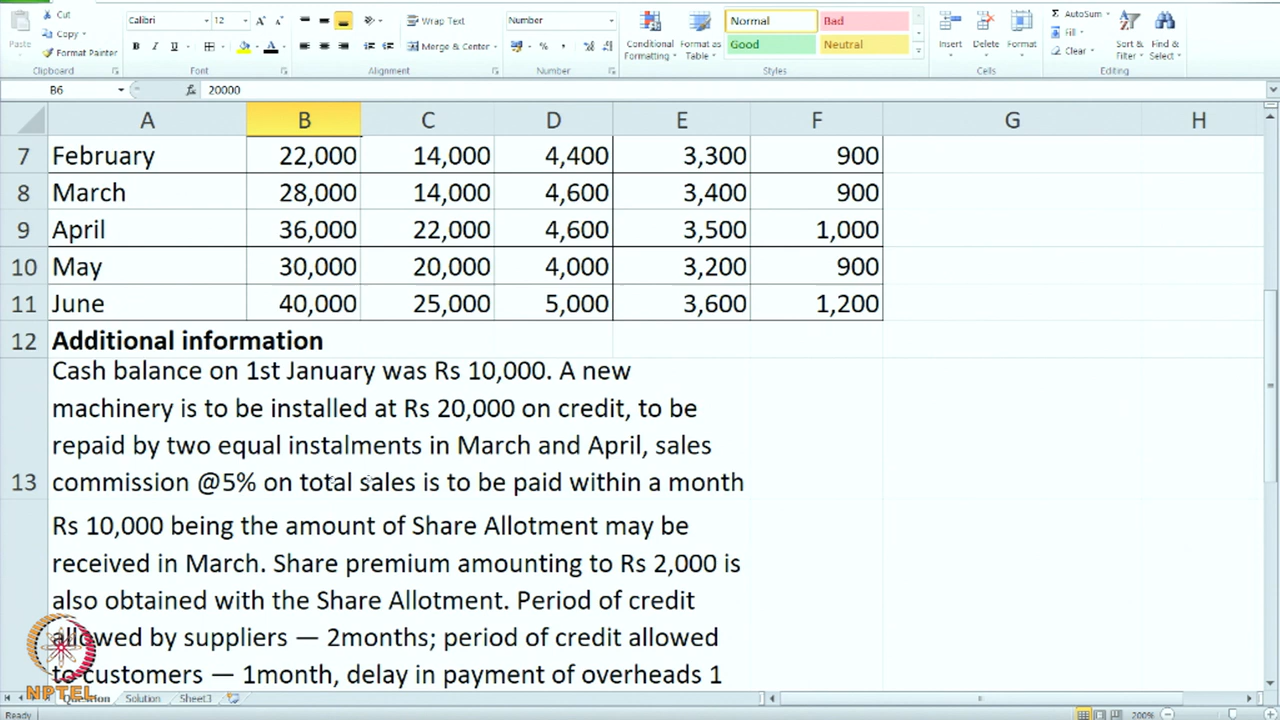 Cut
Calibri 12 Wrap Text Number Normal Bad AutoSum
Copy
Paste Format Painter
B I U Merge & Center % Conditional Formatting Format as Table Good Neutral Insert Delete Format Fill Clear Sort & Filter Find & Select
Clipboard Font Alignment Number Styles Cells Editing
B6 fx 20000
A B C D E F G H
7 February 22,000 14,000 4,400 3,300 900
8 March 28,000 14,000 4,600 3,400 900
9 April 36,000 22,000 4,600 3,500 1,000
10 May 30,000 20,000 4,000 3,200 900
11 June 40,000 25,000 5,000 3,600 1,200
12 Additional information
Cash balance on 1st January was Rs 10,000. A new
machinery is to be installed at Rs 20,000 on credit, to be
repaid by two equal instalments in March and April, sales
13 commission @5% on total sales is to be paid within a month
Rs 10,000 being the amount of Share Allotment may be
received in March. Share premium amounting to Rs 2,000 is
also obtained with the Share Allotment. Period of credit
allowed by suppliers — 2months; period of credit allowed
to customers — 1month, delay in payment of overheads 1
NPTEL
Question Solution Sheet3
Ready 200%